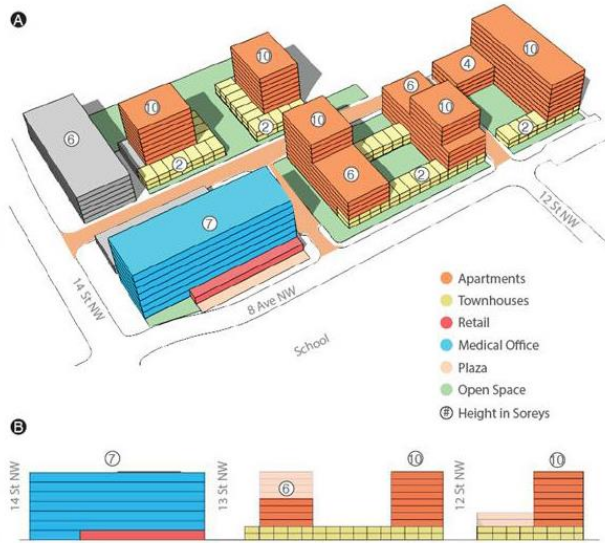 A
10
4
10
10
6
10
10
6
2
2
6
2
2
7
12 St NW
14 St NW
8 Ave NW
School
Apartments
Townhouses
Retail
Medical Office
Plaza
Open Space
# Height in Soreys
B
14 St NW
7
13 St NW
6
10
12 St NW
10